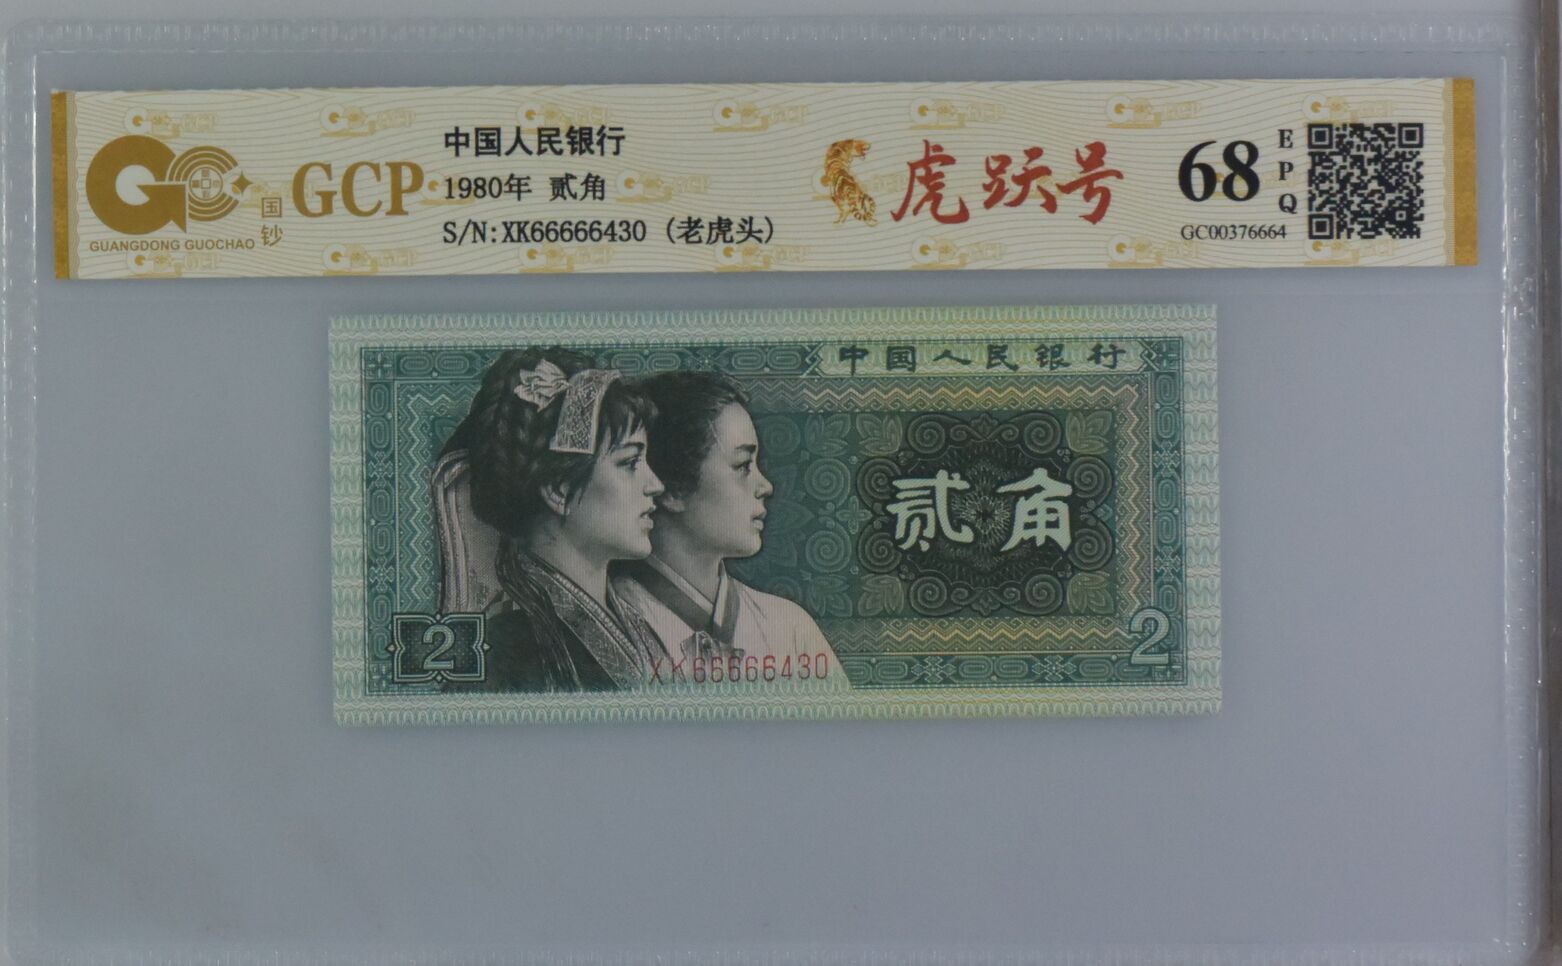 GCP
国钞
GUANGDONG GUOCHAO
中国人民银行
1980年 贰角
S/N:XK66666430 (老虎头)
虎跃号
68
EPQ
GC00376664
中国人民银行
贰角
2
XK66666430
2